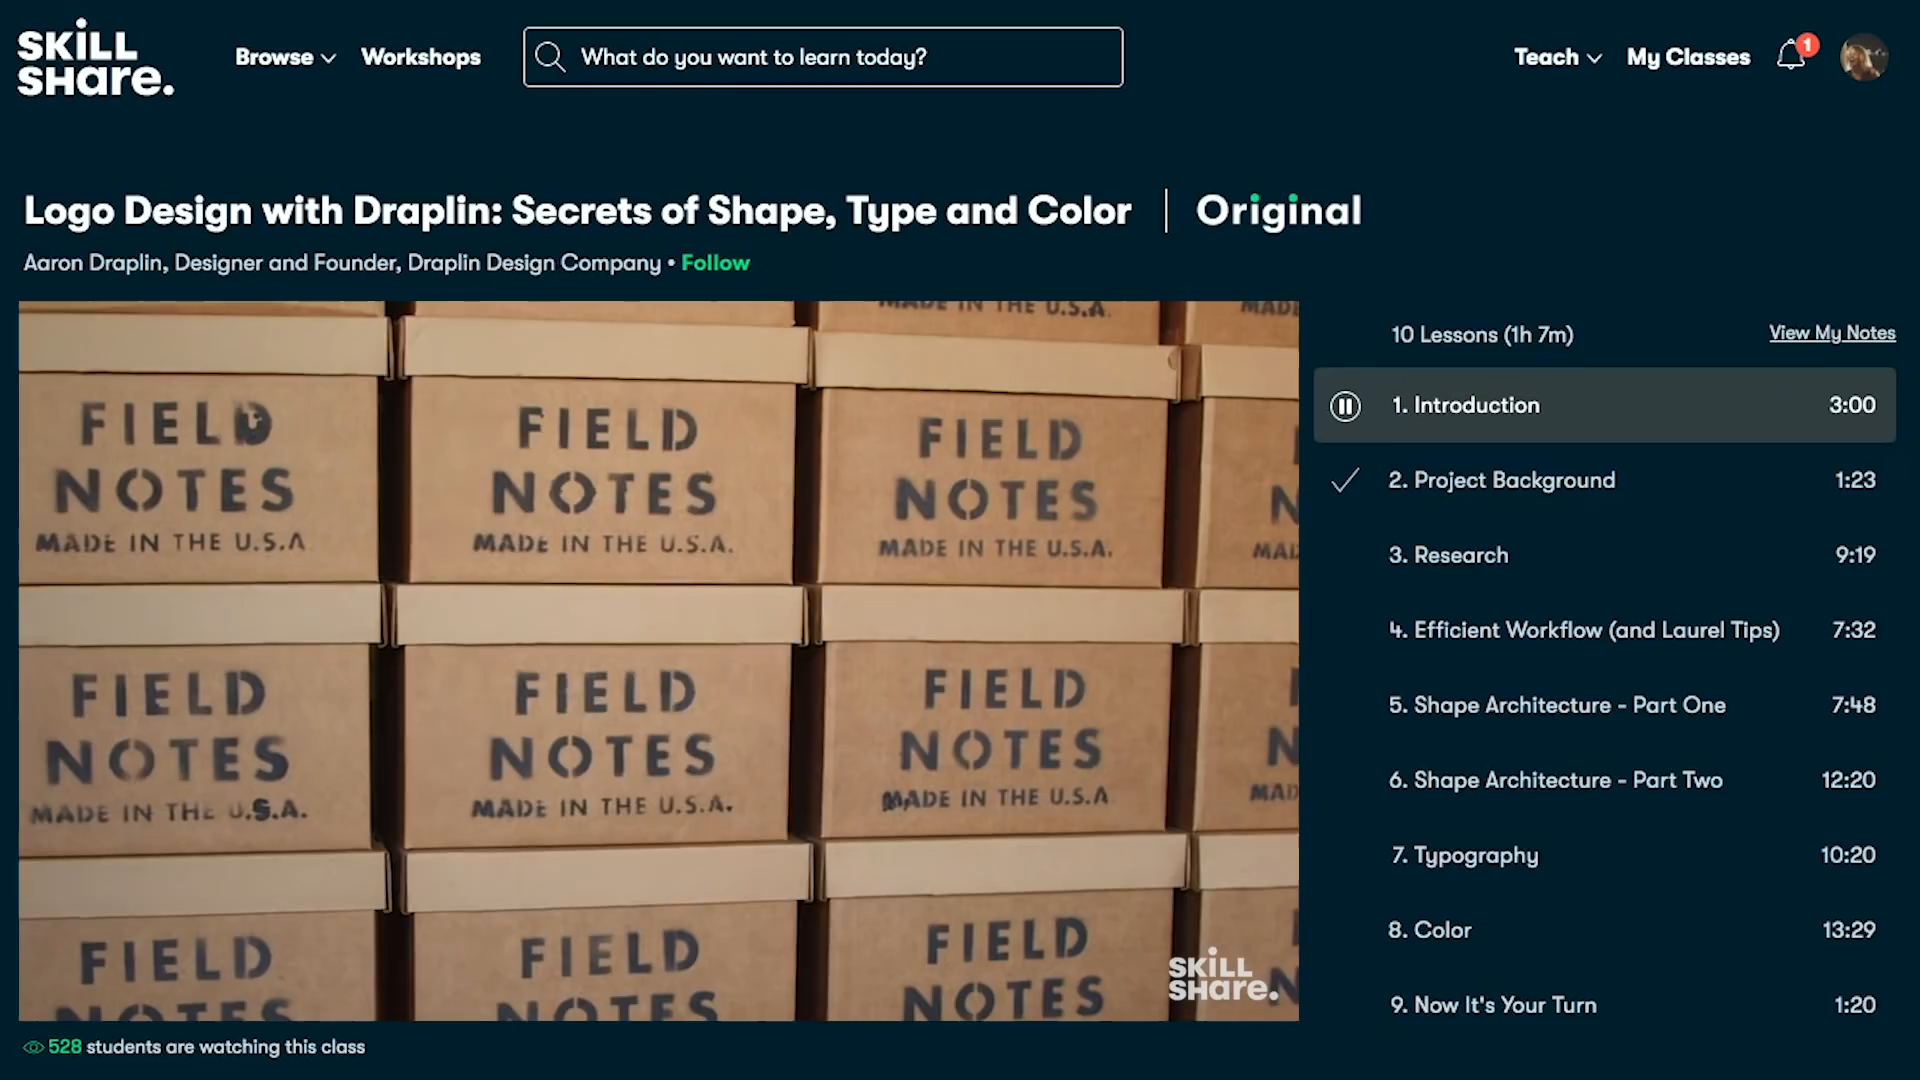 SKILL
SHare.
Browse
Workshops
What do you want to learn today?
Teach
My Classes
1
Logo Design with Draplin: Secrets of Shape, Type and Color
Original
Aaron Draplin, Designer and Founder, Draplin Design Company • Follow
MADE IN THE U.S.A.
MADE
FIELD
NOTES
MADE IN THE U.S.A
FIELD
NOTES
MADE IN THE U.S.A.
FIELD
NOTES
MADE IN THE U.S.A.
FIELD
NOTES
MADE IN THE U.S.A.
FIELD
NOTES
MADE IN THE U.S.A.
FIELD
NOTES
MADE IN THE U.S.A
FIELD
NOTES
FIELD
NOTES
FIELD
NOTES
SKILL
SHare.
528 students are watching this class
10 Lessons (1h 7m)
View My Notes
1. Introduction 3:00
2. Project Background 1:23
3. Research 9:19
4. Efficient Workflow (and Laurel Tips) 7:32
5. Shape Architecture - Part One 7:48
6. Shape Architecture - Part Two 12:20
7. Typography 10:20
8. Color 13:29
9. Now It's Your Turn 1:20